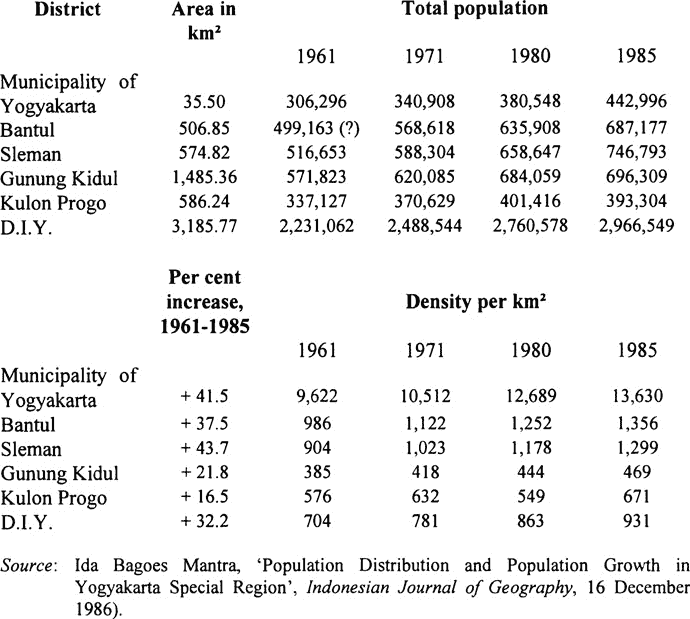 District Area in Total population
km²
1961 1971 1980 1985
Municipality of
Yogyakarta 35.50 306,296 340,908 380,548 442,996
Bantul 506.85 499,163 (?) 568,618 635,908 687,177
Sleman 574.82 516,653 588,304 658,647 746,793
Gunung Kidul 1,485.36 571,823 620,085 684,059 696,309
Kulon Progo 586.24 337,127 370,629 401,416 393,304
D.I.Y. 3,185.77 2,231,062 2,488,544 2,760,578 2,966,549
Per cent
increase, Density per km²
1961-1985
1961 1971 1980 1985
Municipality of
Yogyakarta + 41.5 9,622 10,512 12,689 13,630
Bantul + 37.5 986 1,122 1,252 1,356
Sleman + 43.7 904 1,023 1,178 1,299
Gunung Kidul + 21.8 385 418 444 469
Kulon Progo + 16.5 576 632 549 671
D.I.Y. + 32.2 704 781 863 931
Source: Ida Bagoes Mantra, ‘Population Distribution and Population Growth in
Yogyakarta Special Region’, Indonesian Journal of Geography, 16 December
1986).